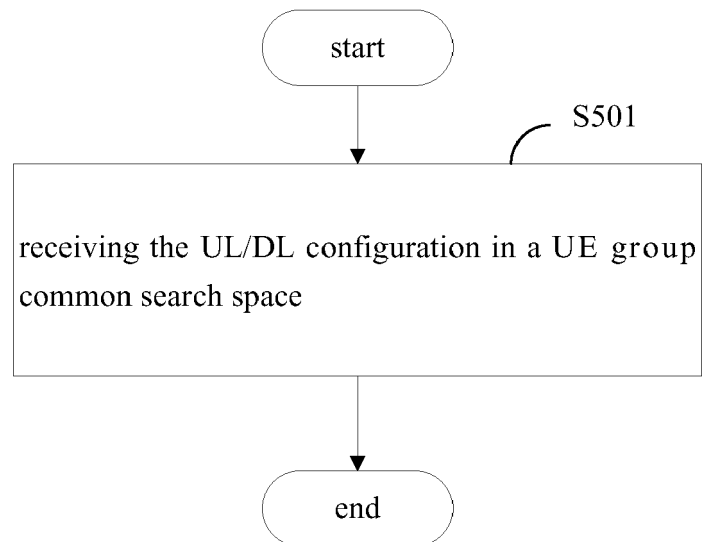 start
S501
receiving the UL/DL configuration in a UE group
common search space
end